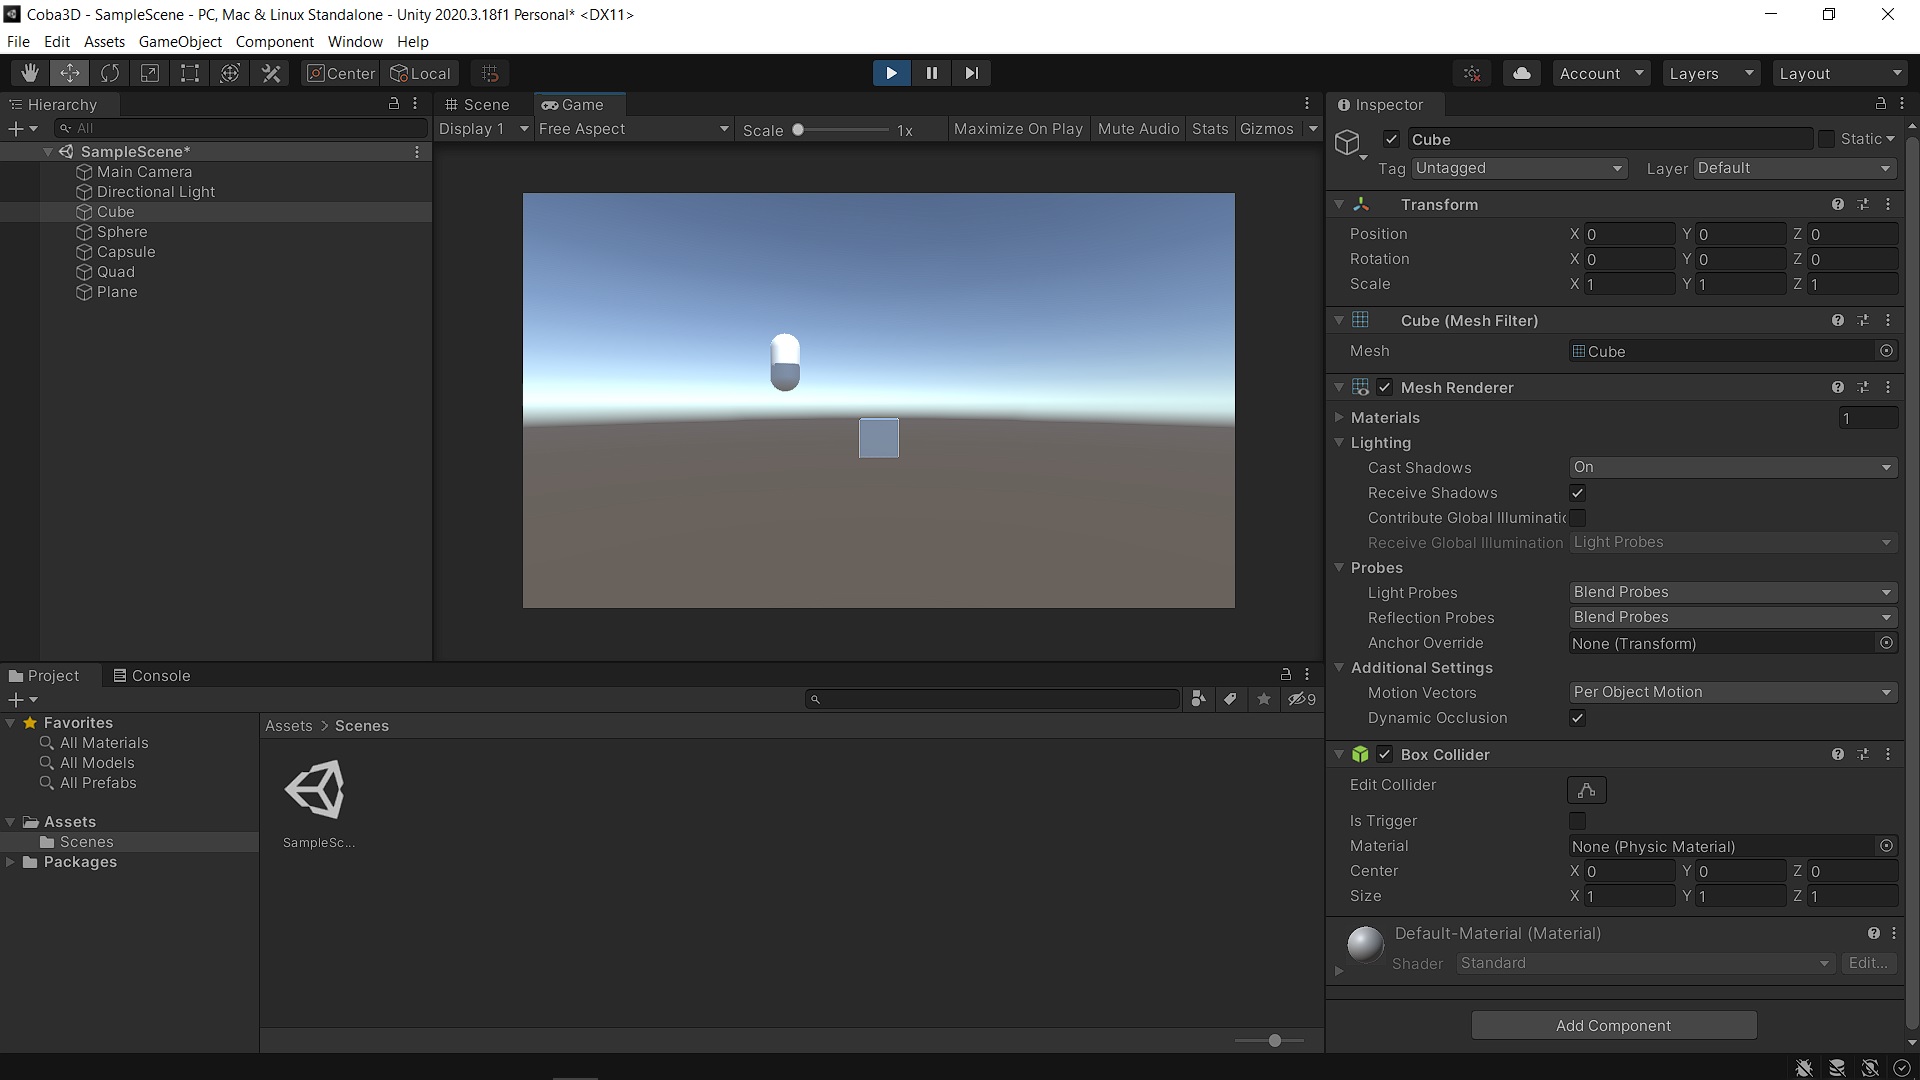 Coba3D - SampleScene - PC, Mac & Linux Standalone - Unity 2020.3.18f1 Personal* <DX11>
File Edit Assets GameObject Component Window Help
Center Local Account Layers Layout
Hierarchy
All
SampleScene*
Main Camera
Directional Light
Cube
Sphere
Capsule
Quad
Plane
Scene Game
Display 1 Free Aspect Scale 1x Maximize On Play Mute Audio Stats Gizmos
Inspector
Cube Static
Tag Untagged Layer Default
Transform
Position X 0 Y 0 Z 0
Rotation X 0 Y 0 Z 0
Scale X 1 Y 1 Z 1
Cube (Mesh Filter)
Mesh Cube
Mesh Renderer
Materials 1
Lighting
Cast Shadows On
Receive Shadows
Contribute Global Illuminatic
Receive Global Illumination Light Probes
Probes
Light Probes Blend Probes
Reflection Probes Blend Probes
Anchor Override None (Transform)
Additional Settings
Motion Vectors Per Object Motion
Dynamic Occlusion
Box Collider
Edit Collider
Is Trigger
Material None (Physic Material)
Center X 0 Y 0 Z 0
Size X 1 Y 1 Z 1
Default-Material (Material)
Shader Standard Edit...
Add Component
Project Console
9
Favorites
All Materials
All Models
All Prefabs
Assets
Scenes
Packages
Assets > Scenes
SampleSc...